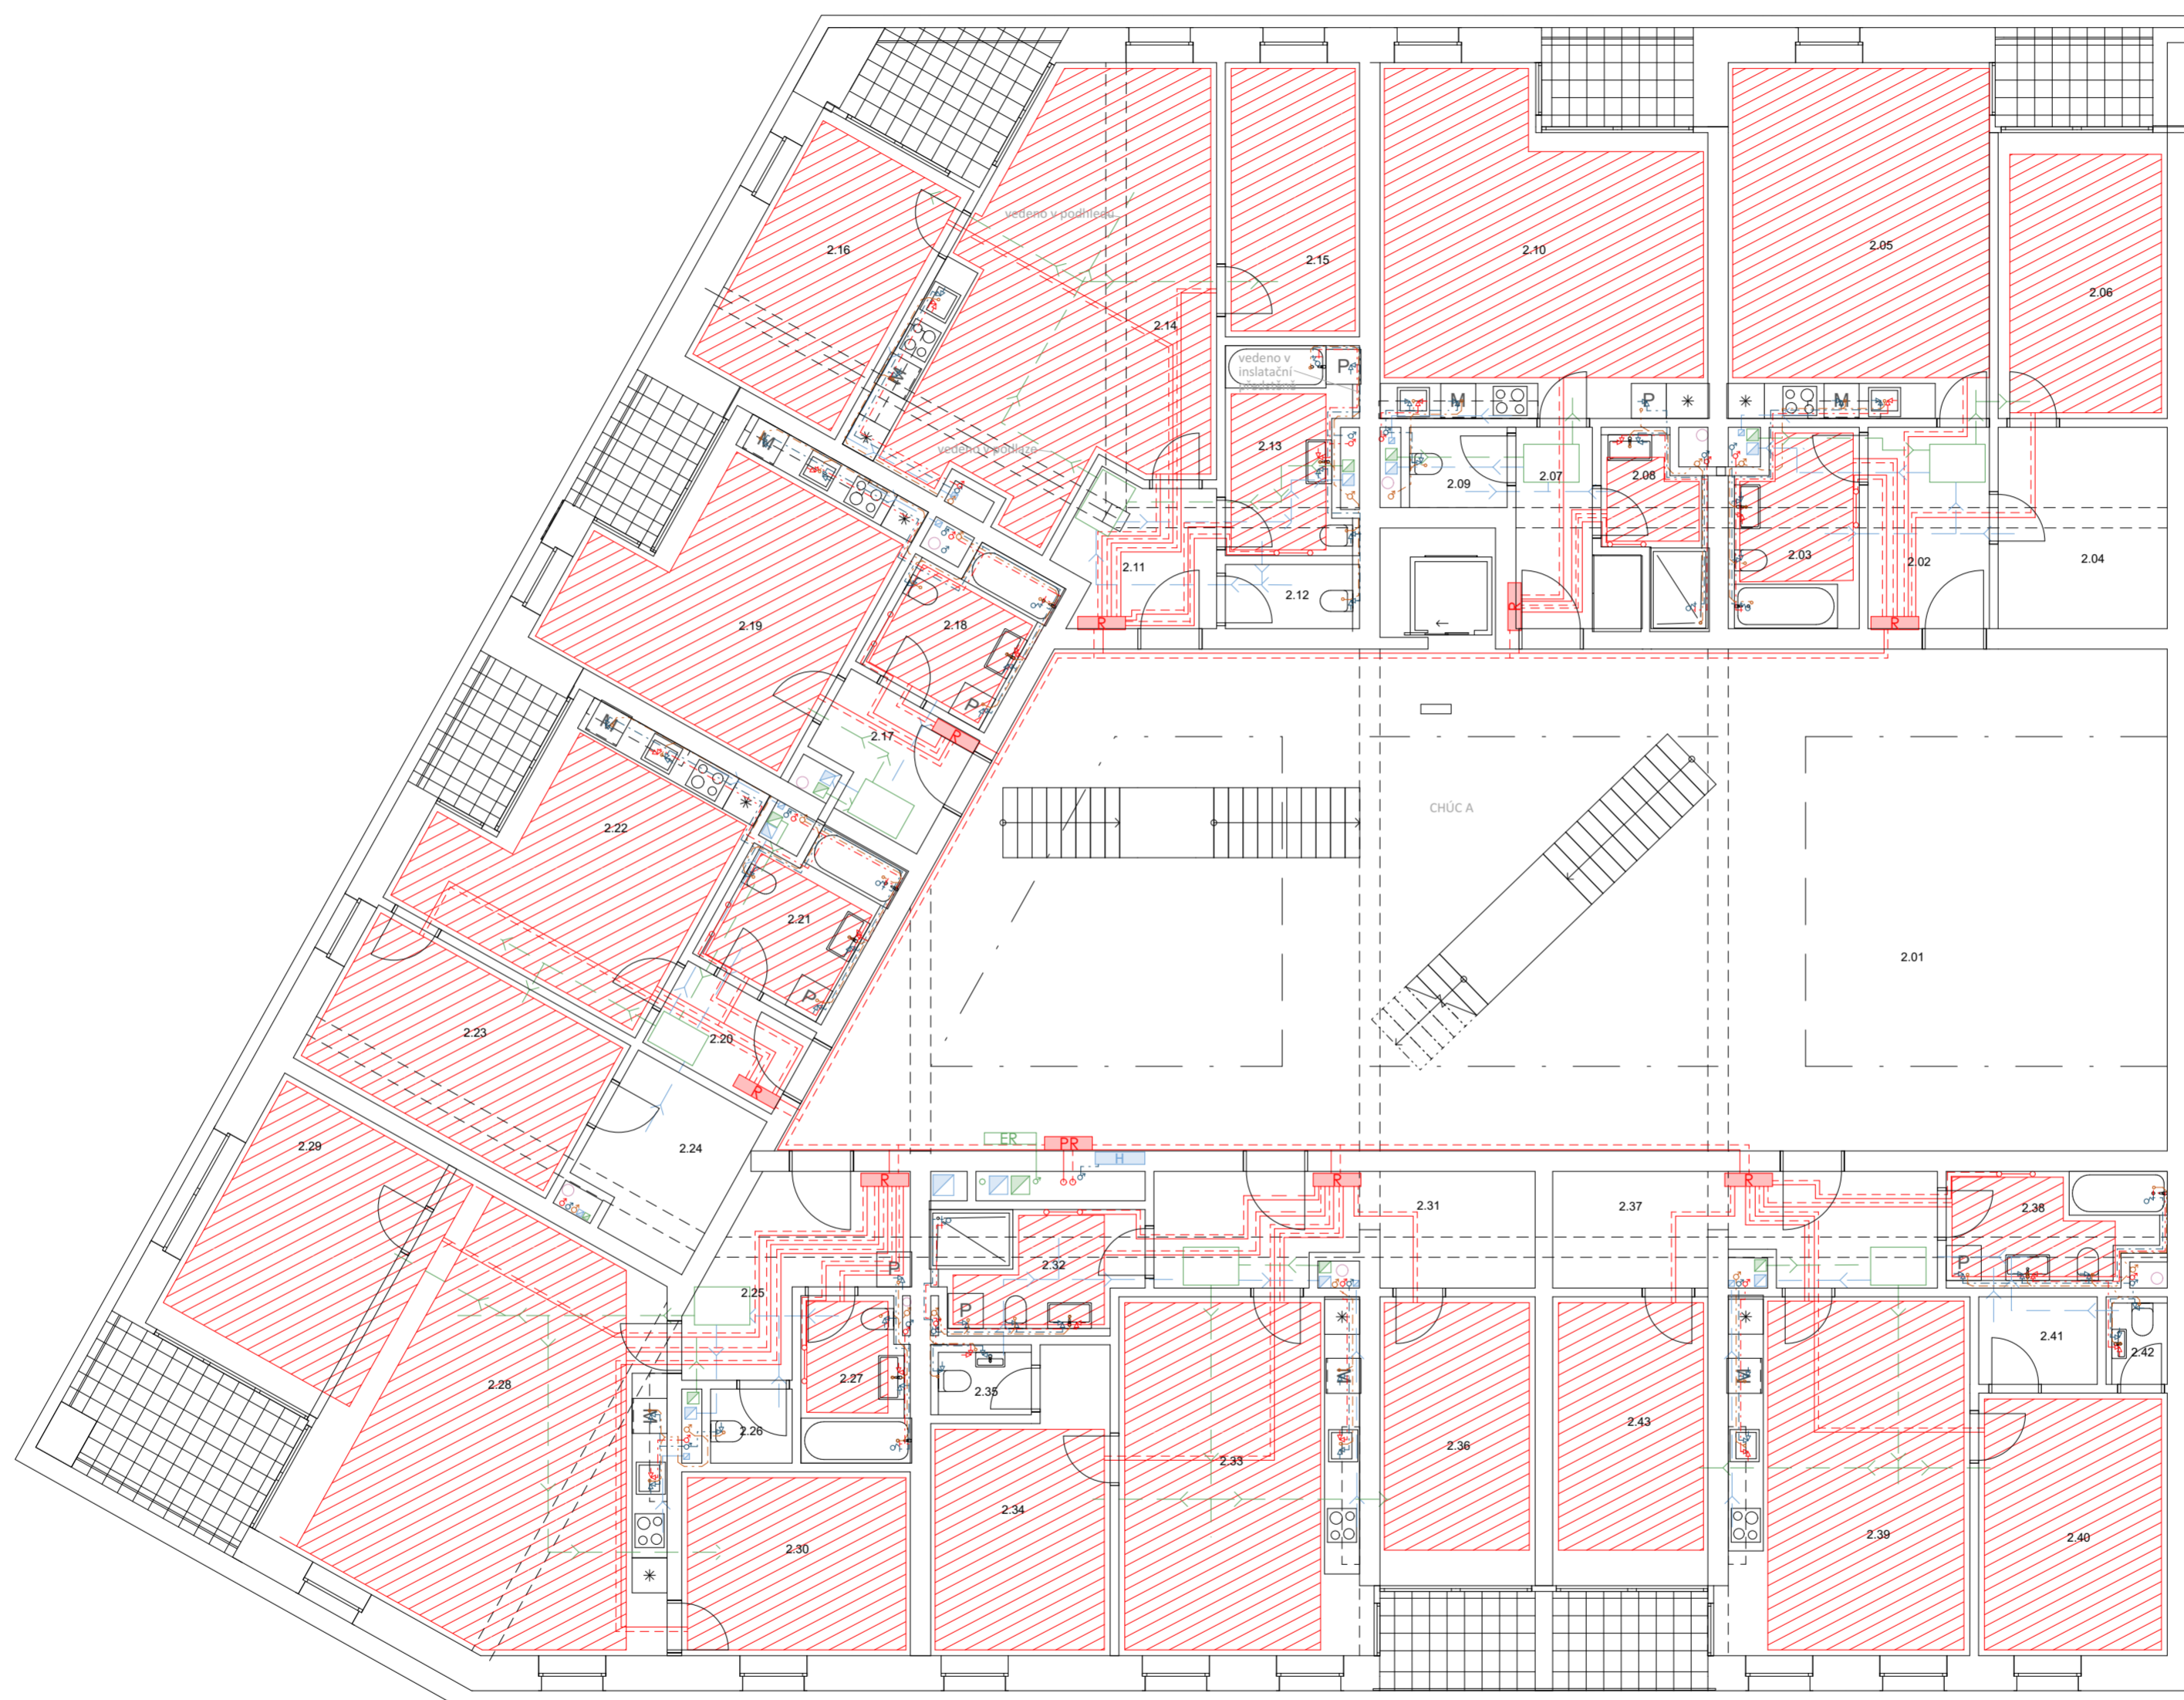 2.16
vedeno v podhledu
2.14
2.15
2.10
2.05
2.06
vedeno v
inslatační
předstěně
P
M
P
M
M
2.13
vedeno v podlaze
M
2.09
2.07
2.08
2.03
2.02
2.04
2.11
2.12
R
R
R
2.19
2.18
P
2.17
R
M
2.22
CHÚC A
2.21
2.01
P
2.23
2.20
R
2.24
ER
PR
H
2.29
R
R
R
2.31
2.37
2.38
P
2.32
P
P
2.25
2.41
2.42
M
M
2.28
M
2.27
2.35
2.26
2.33
2.36
2.43
2.34
2.30
2.39
2.40